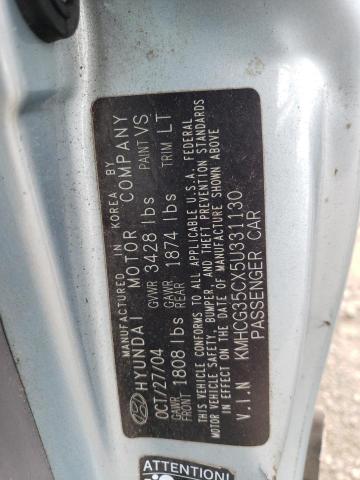 MANUFACTURED IN KOREA BY
HYUNDAI MOTOR COMPANY
OCT/27/04 GVWR 3428 lbs PAINT VS
GAWR FRONT 1808 lbs GAWR REAR 1874 lbs TRIM LT
THIS VEHICLE CONFORMS TO ALL APPLICABLE U.S.A. FEDERAL
MOTOR VEHICLE SAFETY, BUMPER, AND THEFT PREVENTION STANDARDS
IN EFFECT ON THE DATE OF MANUFACTURE SHOWN ABOVE
V.I.N KMHCG35CX5U331130
PASSENGER CAR
ATTENTION!